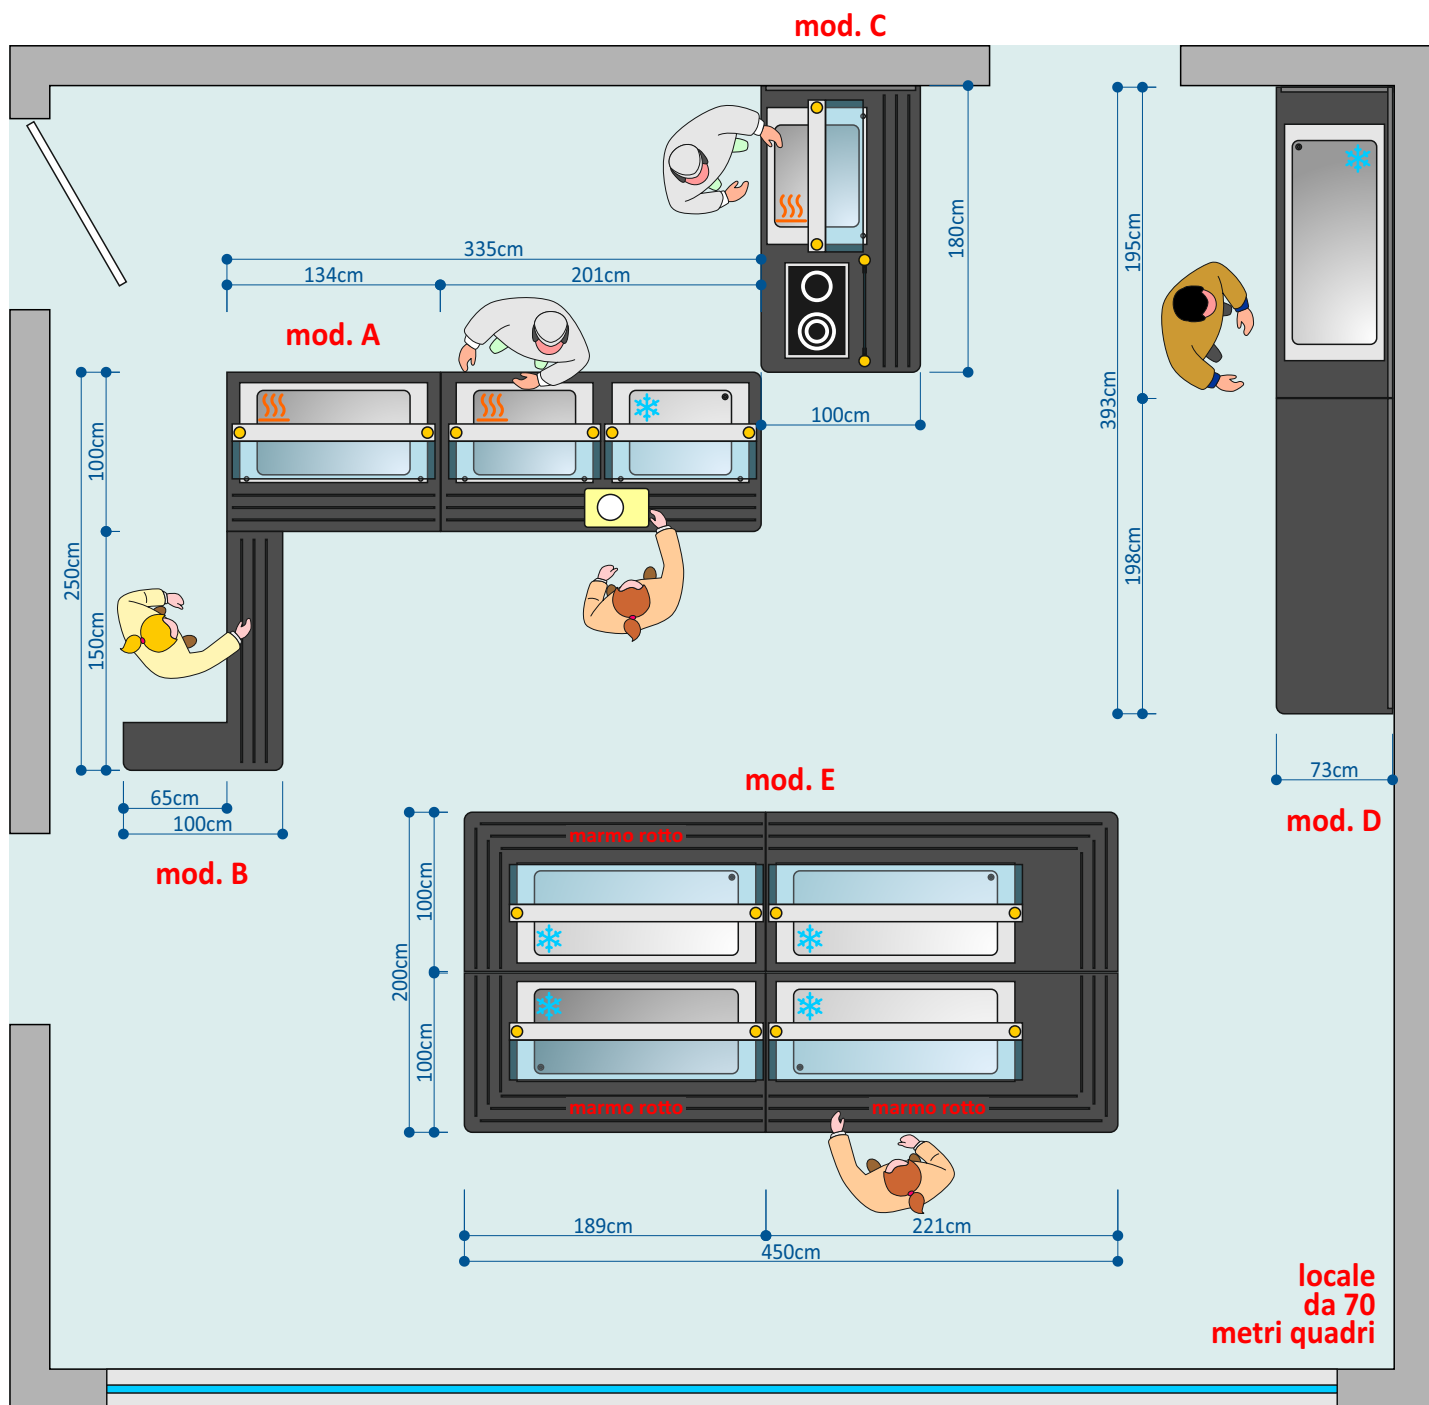 mod. C
335cm
134cm
201cm
180cm
195cm
393cm
mod. A
100cm
100cm
250cm
198cm
150cm
65cm
100cm
mod. B
mod. E
73cm
mod. D
marmo rotto
100cm
200cm
100cm
marmo rotto
marmo rotto
189cm
221cm
450cm
locale
da 70
metri quadri